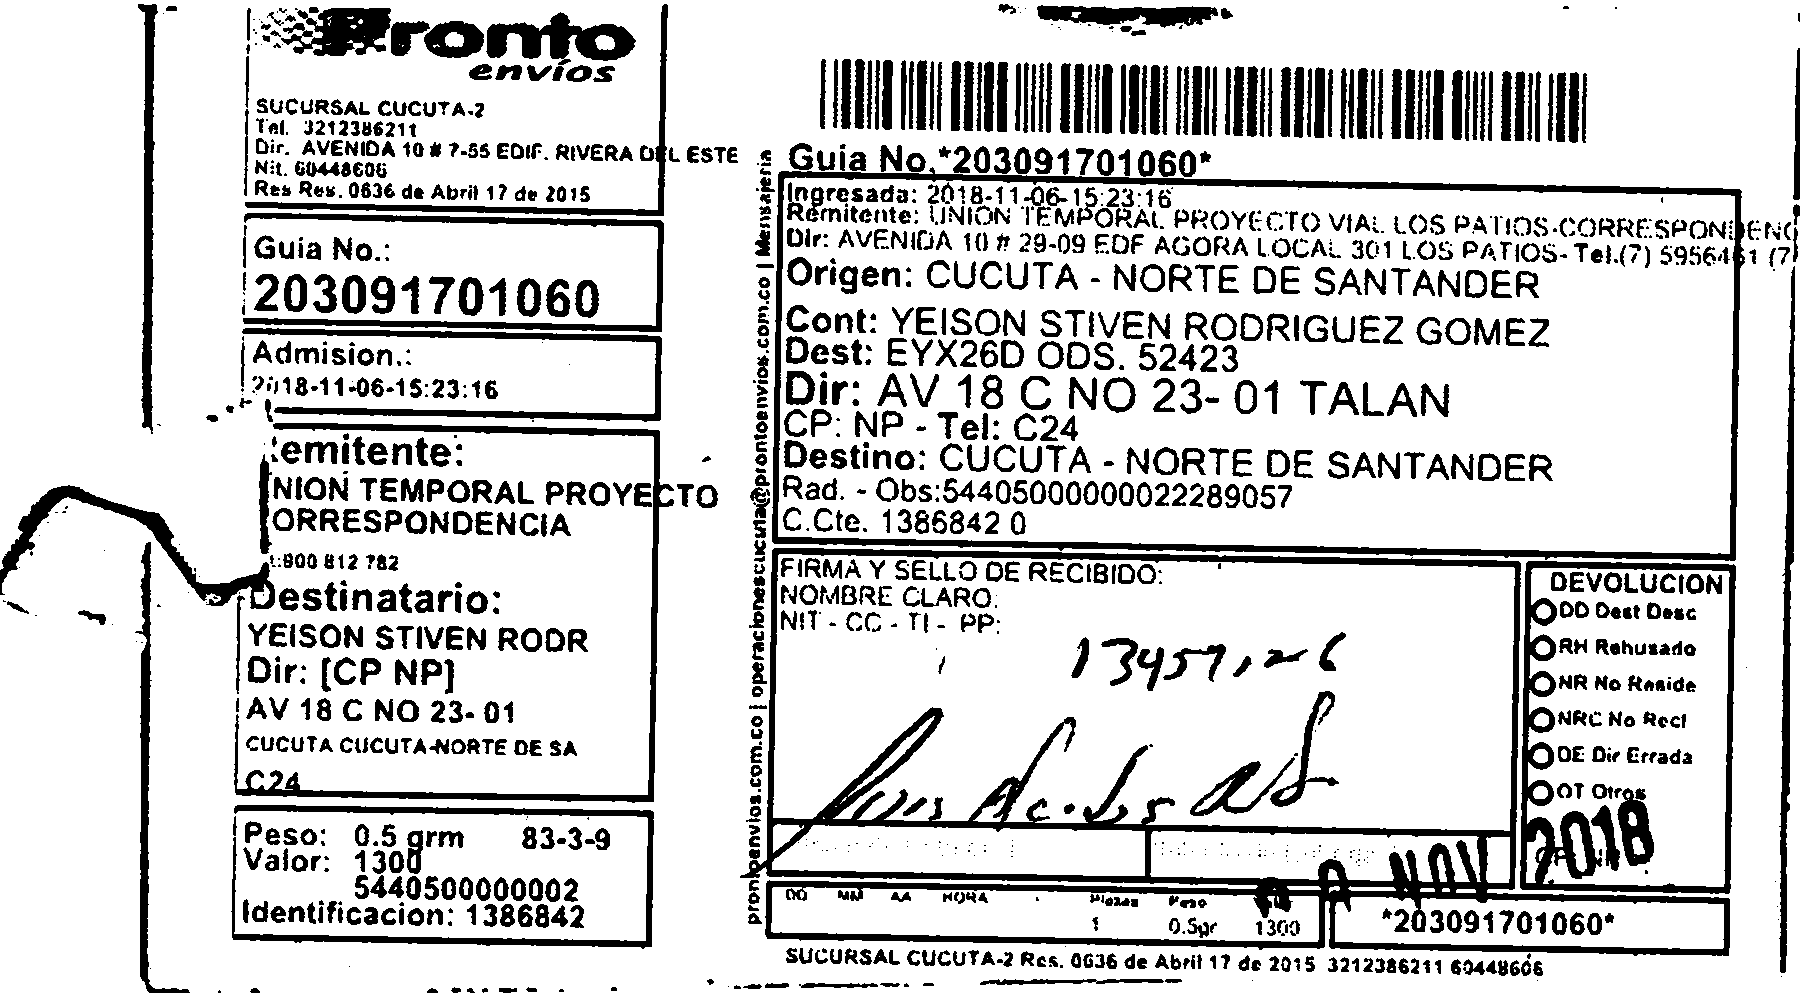 Pronto
envíos
SUCURSAL CUCUTA-2
Tel. 3212386211
Dir. AVENIDA 10 # 7-55 EDIF. RIVERA DEL ESTE
Nit. 60448606
Res Res. 0636 de Abril 17 de 2015
Guia No.:
203091701060
Admision.:
2018-11-06-15:23:16
emitente:
NION TEMPORAL PROYECTO
ORRESPONDENCIA
:800 812 782
Destinatario:
YEISON STIVEN RODR
Dir: [CP NP]
AV 18 C NO 23- 01
CUCUTA CUCUTA-NORTE DE SA
C24
Peso: 0.5 grm 83-3-9
Valor: 1300
5440500000002
Identificacion: 1386842
prontoenvios.com.co | operacionescucuta@prontoenvios.com.co | Mensajeria
Guia No.*203091701060*
Ingresada: 2018-11-06-15:23:16
Remitente: UNION TEMPORAL PROYECTO VIAL LOS PATIOS-CORRESPONDENC
Dir: AVENIDA 10 # 29-09 EDF AGORA LOCAL 301 LOS PATIOS- Tel.(7) 5956461 (7)
Origen: CUCUTA - NORTE DE SANTANDER
Cont: YEISON STIVEN RODRIGUEZ GOMEZ
Dest: EYX26D ODS. 52423
Dir: AV 18 C NO 23- 01 TALAN
CP: NP - Tel: C24
Destino: CUCUTA - NORTE DE SANTANDER
Rad. - Obs:54405000000022289057
C.Cte. 1386842 0
FIRMA Y SELLO DE RECIBIDO:
NOMBRE CLARO:
NIT - CC - TI - PP:
DEVOLUCION
DD Dest Desc
RH Rehusado
NR No Reside
NRC No Recl
DE Dir Errada
OT Otros
NOV 2018
DD MM AA HORA Piezas Peso
1 0.5gr 1300
*203091701060*
SUCURSAL CUCUTA-2 Res. 0636 de Abril 17 de 2015 3212386211 60448606